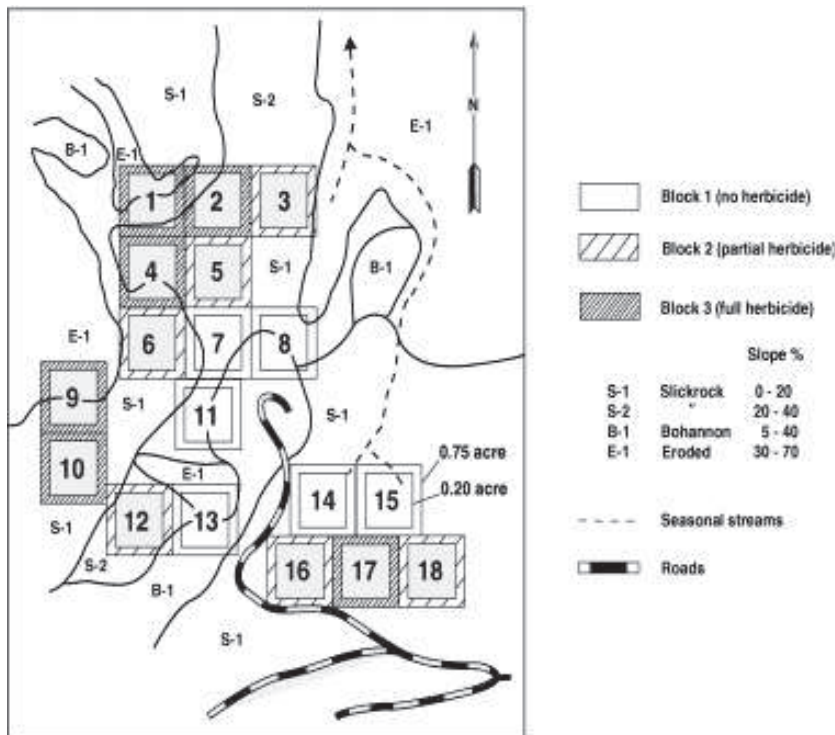 S-1
S-2
N
E-1
B-1
E-1
1
2
3
4
5
S-1
B-1
E-1
6
7
8
9
S-1
11
S-1
10
E-1
0.75 acre
14
15
0.20 acre
S-1
12
13
S-2
B-1
16
17
18
S-1
Block 1 (no herbicide)
Block 2 (partial herbicide)
Block 3 (full herbicide)
Slope %
S-1 Slickrock 0 - 20
S-2 " 20 - 40
B-1 Bohannon 5 - 40
E-1 Eroded 30 - 70
Seasonal streams
Roads